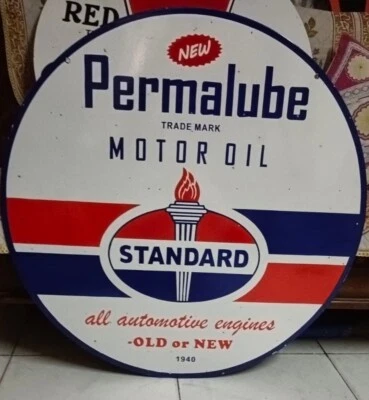 RED
NEW
Permalube
TRADE MARK
MOTOR OIL
STANDARD
all automotive engines
-OLD or NEW
1940